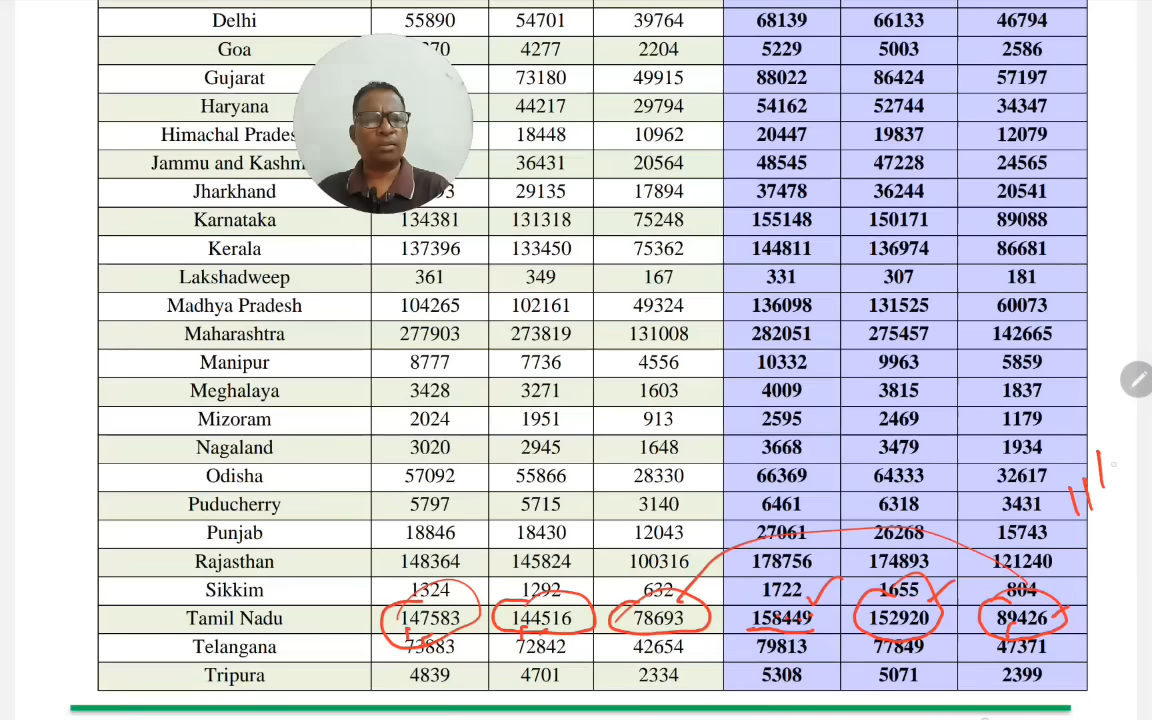 Delhi 55890 54701 39764 68139 66133 46794
Goa 4277 2204 5229 5003 2586
Gujarat 73180 49915 88022 86424 57197
Haryana 44217 29794 54162 52744 34347
Himachal 18448 10962 20447 19837 12079
Jammu and 36431 20564 48545 47228 24565
Jharkhand 29135 17894 37478 36244 20541
Karnataka 134381 131318 75248 155148 150171 89088
Kerala 137396 133450 75362 144811 136974 86681
Lakshadweep 361 349 167 331 307 181
Madhya Pradesh 104265 102161 49324 136098 131525 60073
Maharashtra 277903 273819 131008 282051 275457 142665
Manipur 8777 7736 4556 10332 9963 5859
Meghalaya 3428 3271 1603 4009 3815 1837
Mizoram 2024 1951 913 2595 2469 1179
Nagaland 3020 2945 1648 3668 3479 1934
Odisha 57092 55866 28330 66369 64333 32617
Puducherry 5797 5715 3140 6461 6318 3431
Punjab 18846 18430 12043 27061 26268 15743
Rajasthan 148364 145824 100316 178756 174893 121240
Sikkim 1324 1292 632 1722 1655 804
Tamil Nadu 147583 144516 78693 158449 152920 89426
Telangana 73883 72842 42654 79813 77849 47371
Tripura 4839 4701 2334 5308 5071 2399